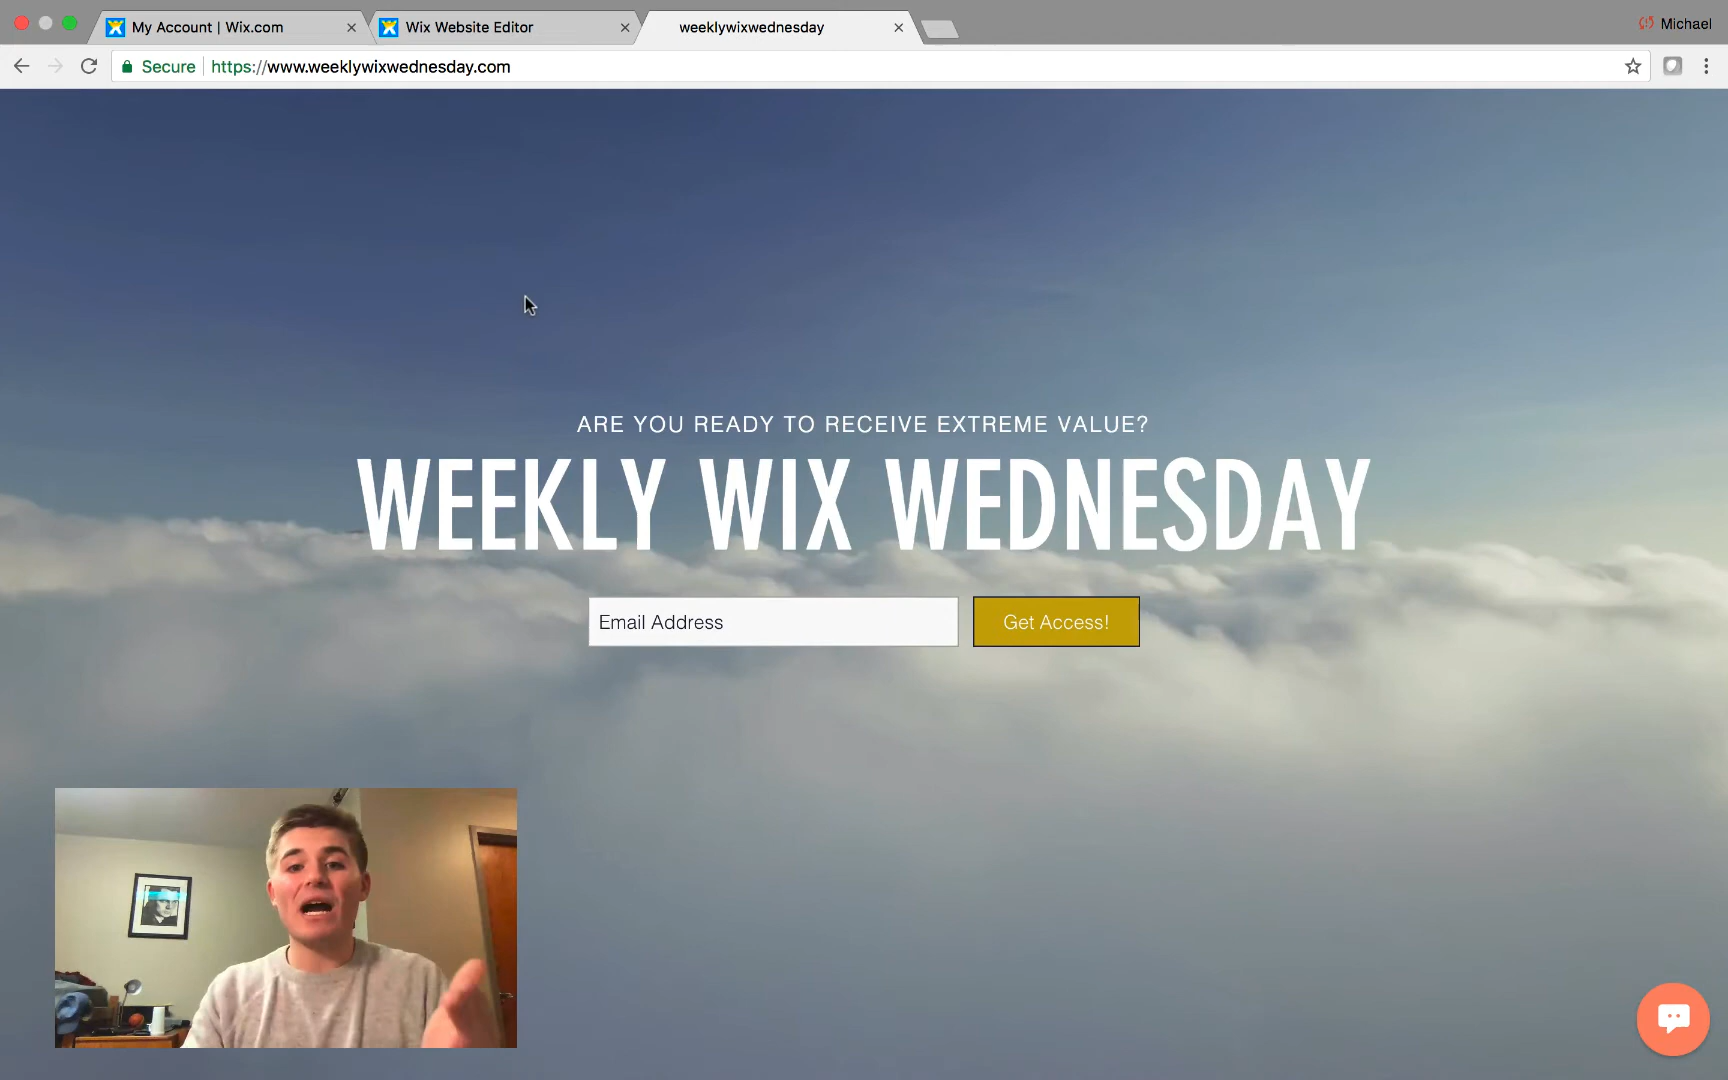 My Account | Wix.com
Wix Website Editor
weeklywixwednesday
Michael
Secure
https://www.weeklywixwednesday.com
ARE YOU READY TO RECEIVE EXTREME VALUE?
WEEKLY WIX WEDNESDAY
Email Address
Get Access!